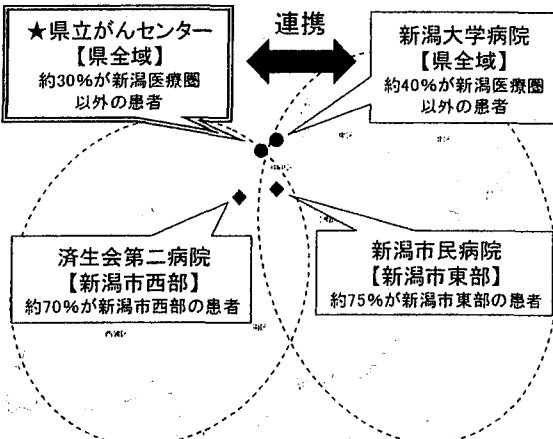 ★県立がんセンター
【県全域】
約30%が新潟医療圏
以外の患者
連携
新潟大学病院
【県全域】
約40%が新潟医療圏
以外の患者
済生会第二病院
【新潟市西部】
約70%が新潟市西部の患者
新潟市民病院
【新潟市東部】
約75%が新潟市東部の患者